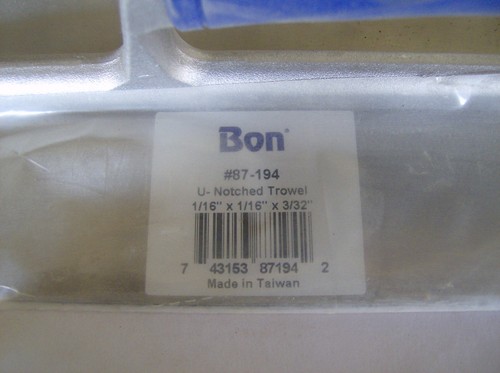 Bon®
#87-194
U- Notched Trowel
1/16" x 1/16" x 3/32"
7 43153 87194 2
Made in Taiwan